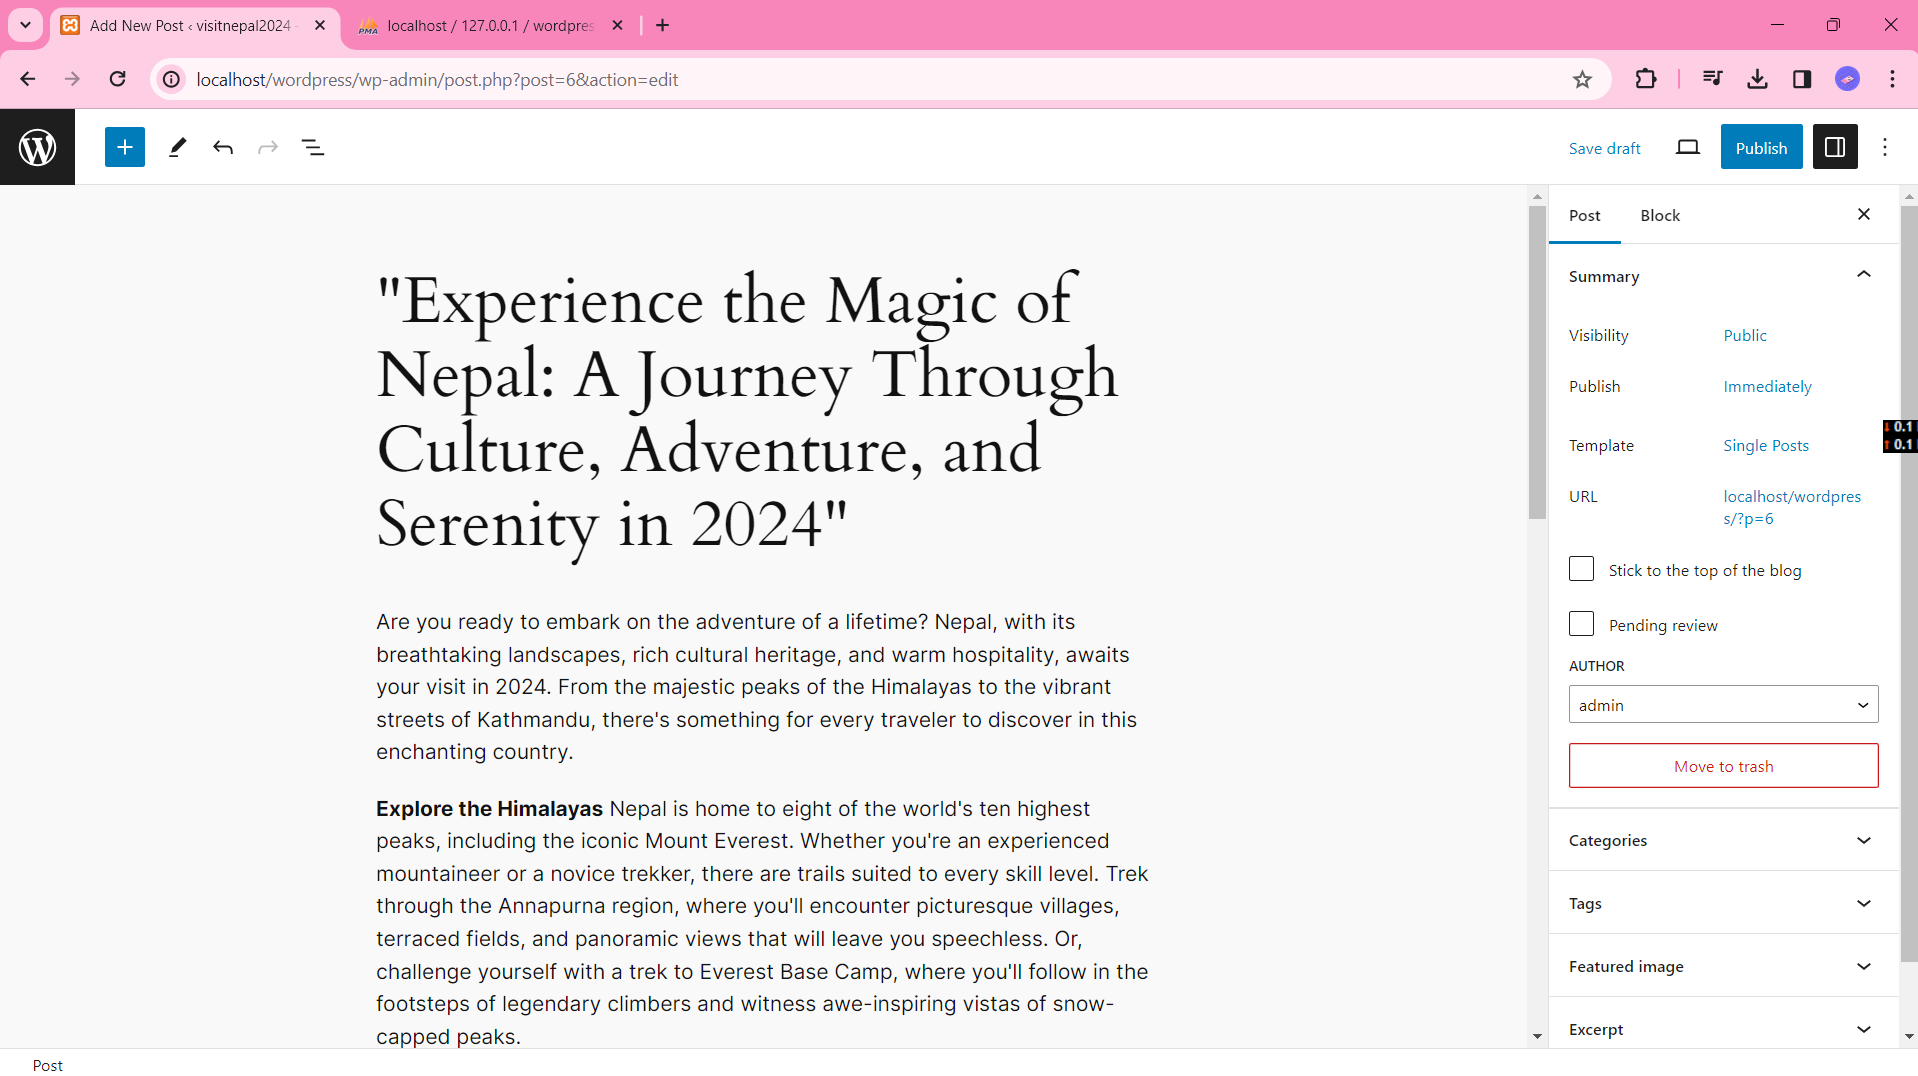 Add New Post ‹ visitnepal2024 -
localhost / 127.0.0.1 / wordpres
localhost/wordpress/wp-admin/post.php?post=6&action=edit
Save draft
Publish
"Experience the Magic of
Nepal: A Journey Through
Culture, Adventure, and
Serenity in 2024"
Are you ready to embark on the adventure of a lifetime? Nepal, with its
breathtaking landscapes, rich cultural heritage, and warm hospitality, awaits
your visit in 2024. From the majestic peaks of the Himalayas to the vibrant
streets of Kathmandu, there's something for every traveler to discover in this
enchanting country.
Explore the Himalayas Nepal is home to eight of the world's ten highest
peaks, including the iconic Mount Everest. Whether you're an experienced
mountaineer or a novice trekker, there are trails suited to every skill level. Trek
through the Annapurna region, where you'll encounter picturesque villages,
terraced fields, and panoramic views that will leave you speechless. Or,
challenge yourself with a trek to Everest Base Camp, where you'll follow in the
footsteps of legendary climbers and witness awe-inspiring vistas of snow-
capped peaks.
Post Block
Summary
Visibility Public
Publish Immediately
Template Single Posts
URL localhost/wordpres
s/?p=6
Stick to the top of the blog
Pending review
AUTHOR
admin
Move to trash
Categories
Tags
Featured image
Excerpt
0.1
0.1
Post
PMA